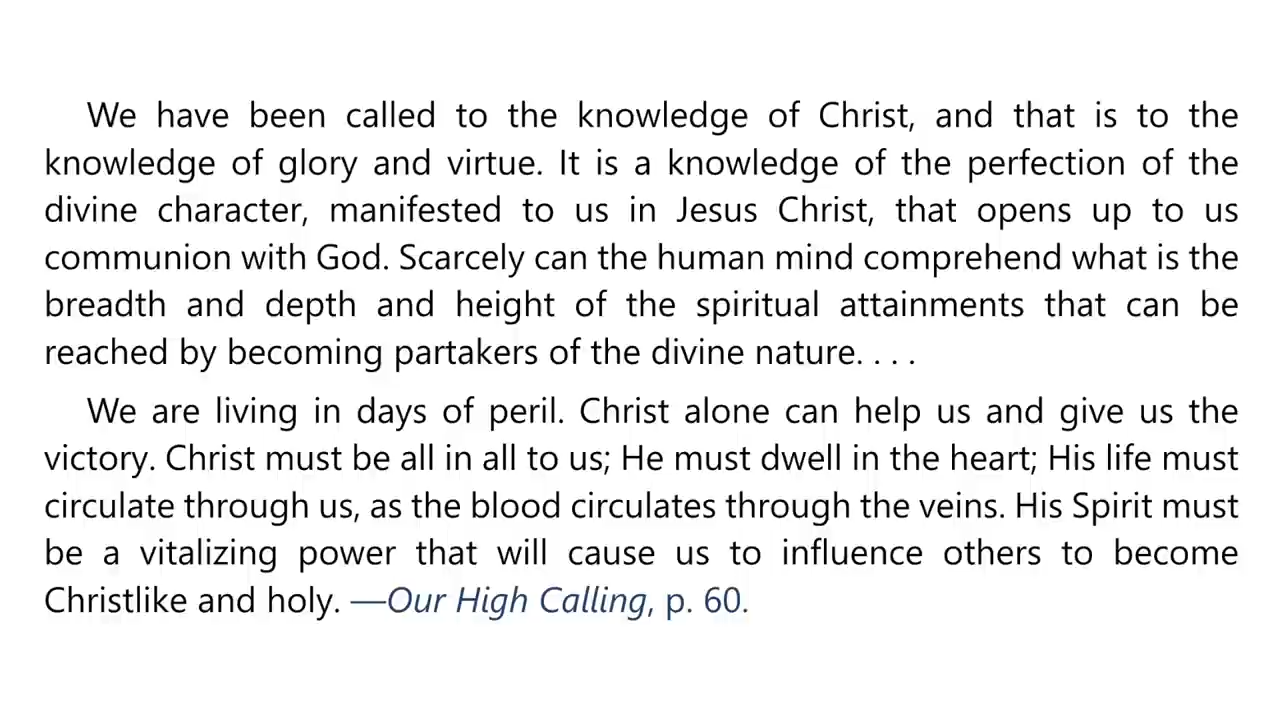 We have been called to the knowledge of Christ, and that is to the
knowledge of glory and virtue. It is a knowledge of the perfection of the
divine character, manifested to us in Jesus Christ, that opens up to us
communion with God. Scarcely can the human mind comprehend what is the
breadth and depth and height of the spiritual attainments that can be
reached by becoming partakers of the divine nature. . . .
We are living in days of peril. Christ alone can help us and give us the
victory. Christ must be all in all to us; He must dwell in the heart; His life must
circulate through us, as the blood circulates through the veins. His Spirit must
be a vitalizing power that will cause us to influence others to become
Christlike and holy. —Our High Calling, p. 60.